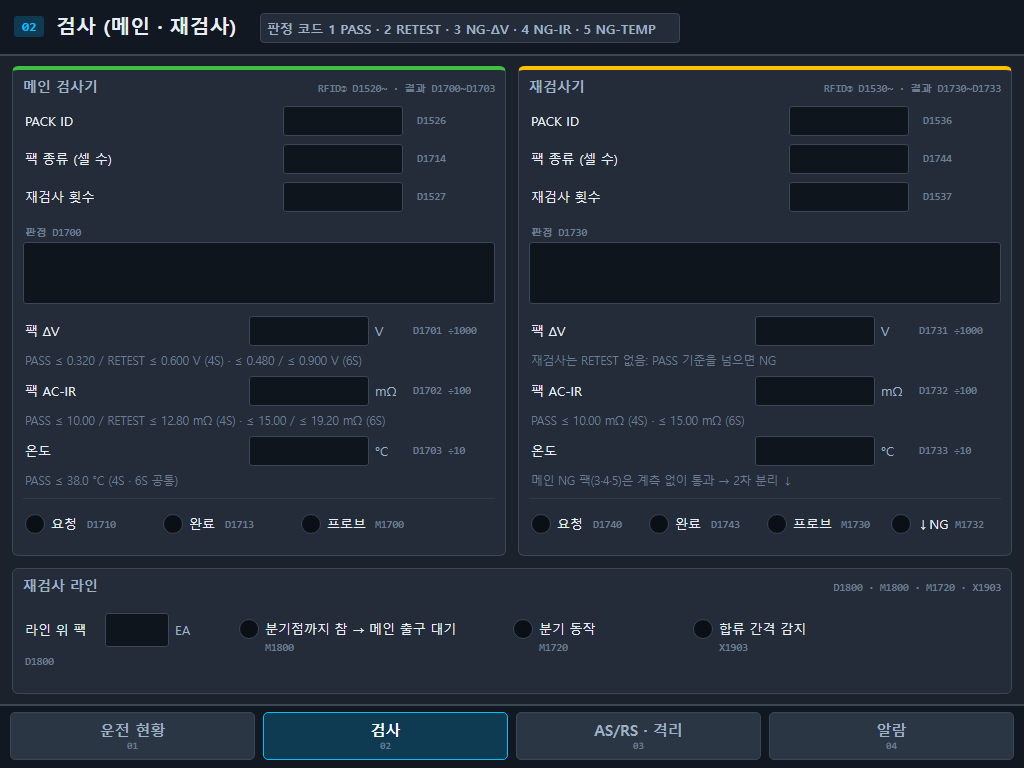 02 검사 (메인 · 재검사) 판정 코드 1 PASS · 2 RETEST · 3 NG-ΔV · 4 NG-IR · 5 NG-TEMP
메인 검사기 D1520~ · 결과 D1700~D1703
PACK ID D1526
팩 종류 (셀 수) D1714
재검사 횟수 D1527
판정 D1700
팩 ΔV V D1701 ÷1000
PASS ≤ 0.320 / RETEST ≤ 0.600 V (4S) · ≤ 0.480 / ≤ 0.900 V (6S)
팩 AC-IR mΩ D1702 ÷100
PASS ≤ 10.00 / RETEST ≤ 12.80 mΩ (4S) · ≤ 15.00 / ≤ 19.20 mΩ (6S)
온도 °C D1703 ÷10
PASS ≤ 38.0 °C (4S · 6S 공통)
요청 D1710 완료 D1713 프로브 M1700
재검사기 D1530~ · 결과 D1730~D1733
PACK ID D1536
팩 종류 (셀 수) D1744
재검사 횟수 D1537
판정 D1730
팩 ΔV V D1731 ÷1000
재검사는 RETEST 없음: PASS 기준을 넘으면 NG
팩 AC-IR mΩ D1732 ÷100
PASS ≤ 10.00 mΩ (4S) · ≤ 15.00 mΩ (6S)
온도 °C D1733 ÷10
메인 NG 팩(3·4·5)은 계측 없이 통과 → 2차 분리 ↓
요청 D1740 완료 D1743 프로브 M1730 ↓NG M1732
재검사 라인 D1800 · M1800 · M1720 · X1903
라인 위 팩 EA 분기점까지 참 → 메인 출구 대기 분기 동작 합류 간격 감지
D1800 M1800 M1720 X1903
운전 현황 검사 AS/RS · 격리 알람
01 02 03 04